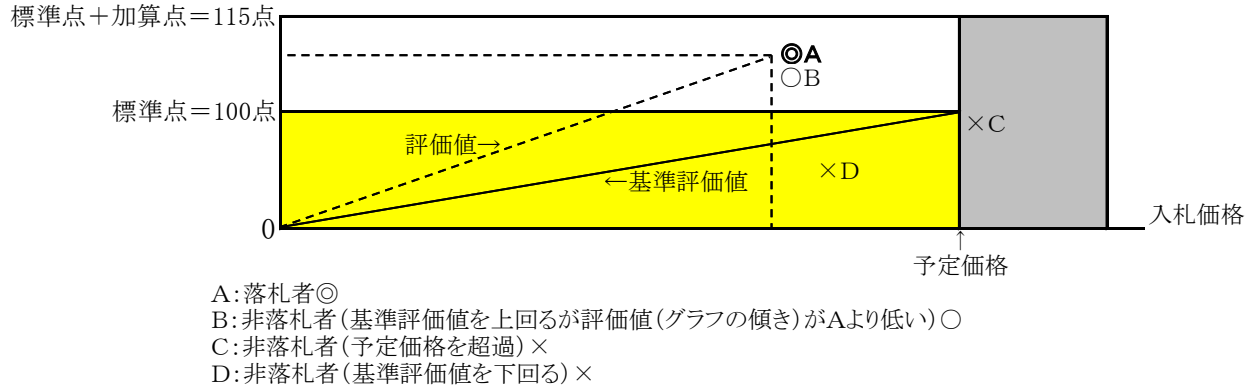 標準点＋加算点＝115点
◎A
○B
標準点＝100点
×C
評価値→
×D
←基準評価値
入札価格
0
↑
予定価格
A：落札者◎
B：非落札者（基準評価値を上回るが評価値（グラフの傾き）がAより低い）○
C：非落札者（予定価格を超過）×
D：非落札者（基準評価値を下回る）×